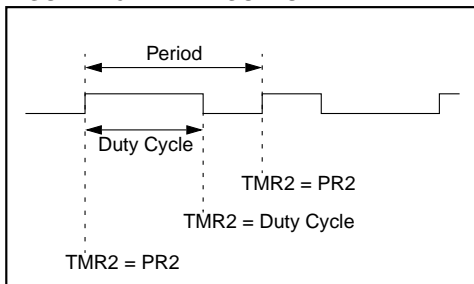 Period
Duty Cycle
TMR2 = PR2
TMR2 = Duty Cycle
TMR2 = PR2